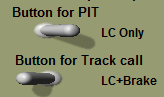 Button for PIT
LC Only
Button for Track call
LC+Brake